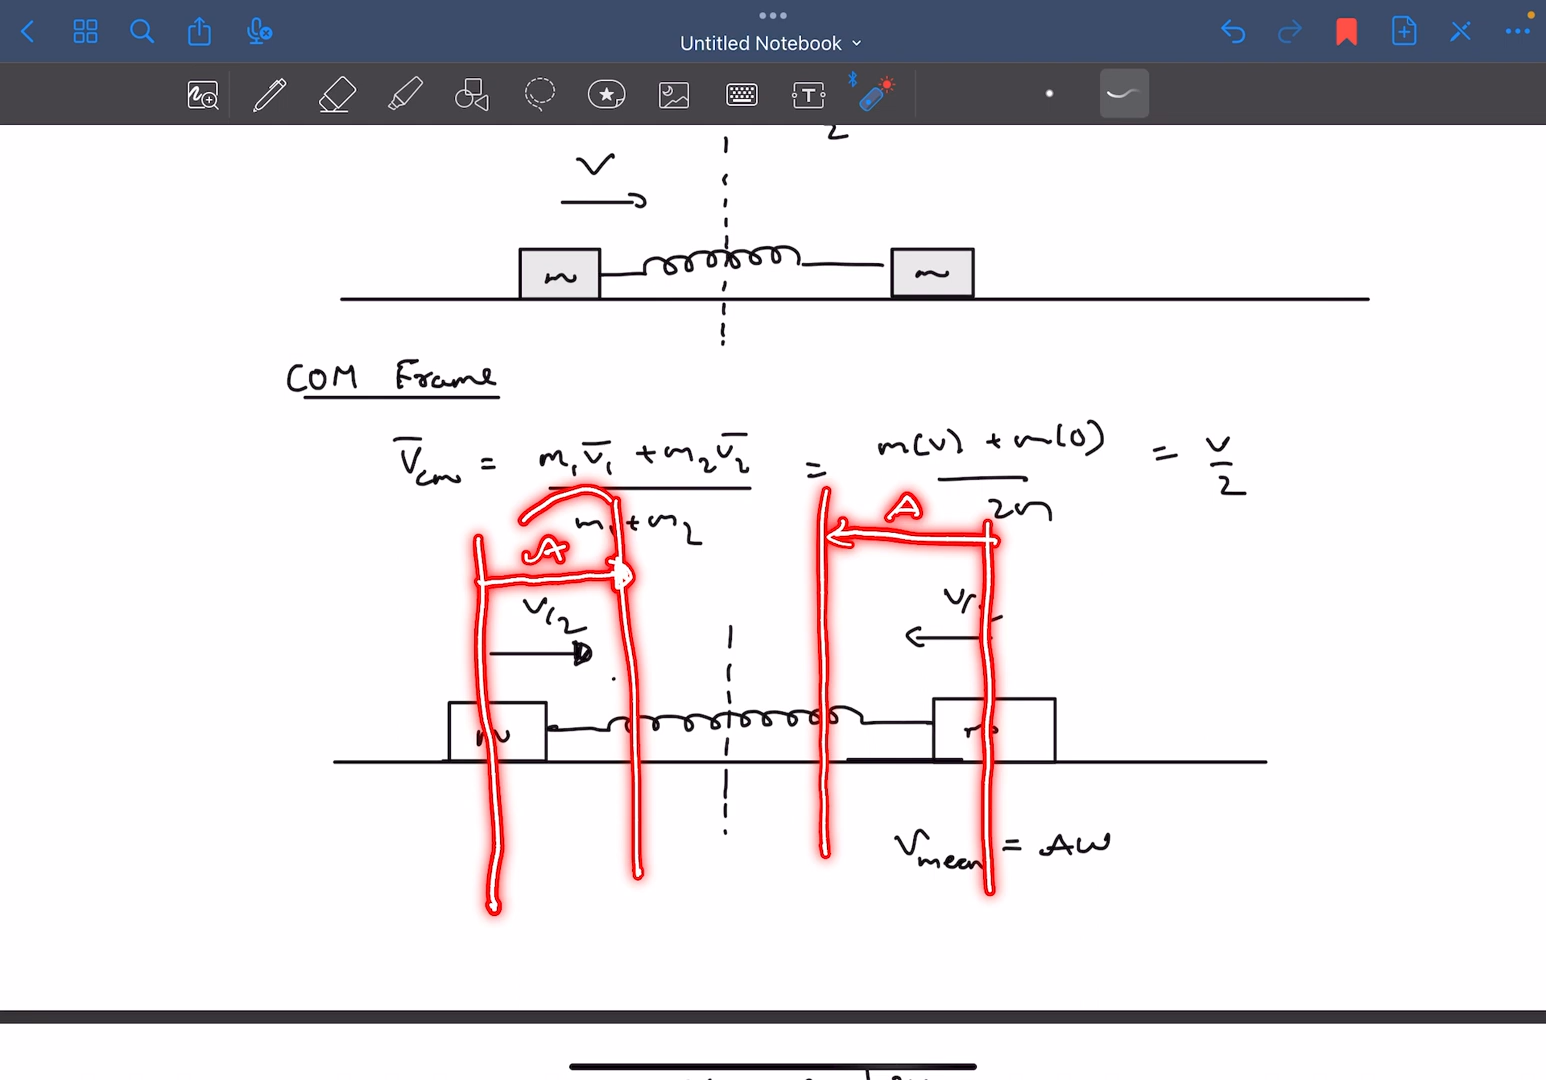 Untitled Notebook
T
2
V
m m
COM Frame
V̅cm = m₁v̅₁ + m₂v̅₂ / m₁ + m₂ = m(v) + m(0) / 2m = v/2
A
A
v/2
m
Vmean = Aω